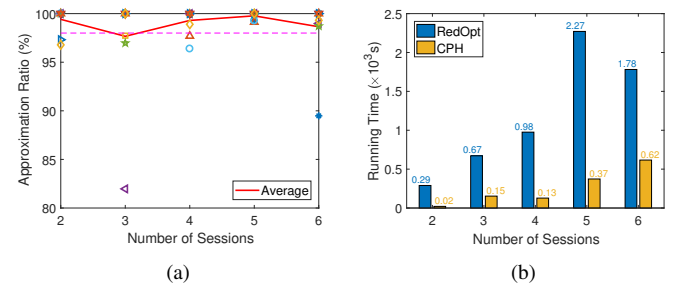 100
95
90
85
80
Approximation Ratio (%)
Average
2 3 4 5 6
Number of Sessions
(a)
2.5
2
1.5
1
0.5
0
Running Time (×10³s)
RedOpt
CPH
0.29
0.02
0.67
0.15
0.98
0.13
2.27
0.37
1.78
0.62
2 3 4 5 6
Number of Sessions
(b)